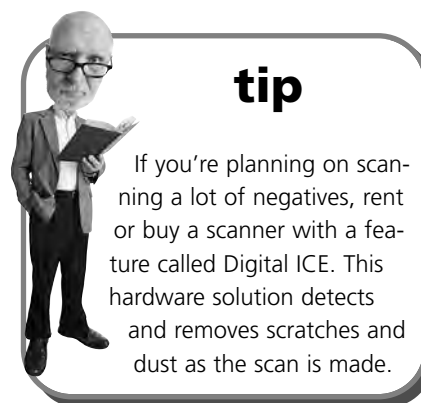 tip
If you're planning on scan-
ning a lot of negatives, rent
or buy a scanner with a fea-
ture called Digital ICE. This
hardware solution detects
and removes scratches and
dust as the scan is made.